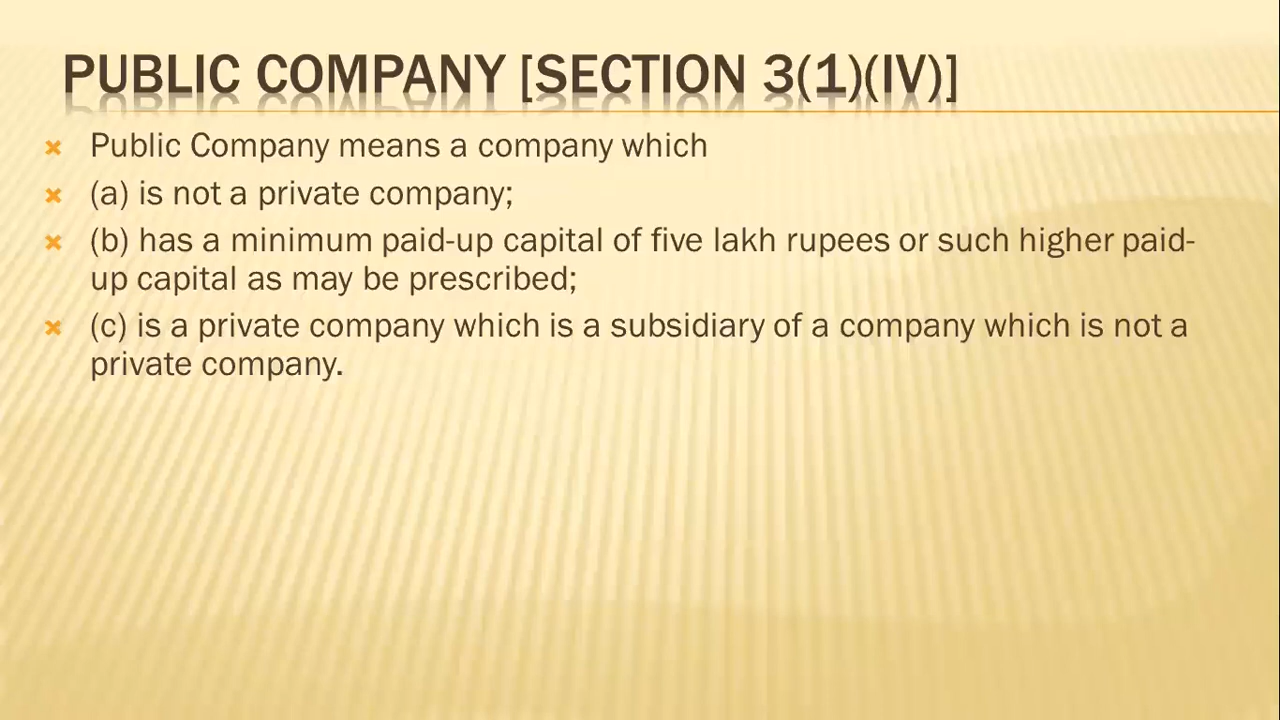 PUBLIC COMPANY [SECTION 3(1)(IV)]
Public Company means a company which
(a) is not a private company;
(b) has a minimum paid-up capital of five lakh rupees or such higher paid-
up capital as may be prescribed;
(c) is a private company which is a subsidiary of a company which is not a
private company.